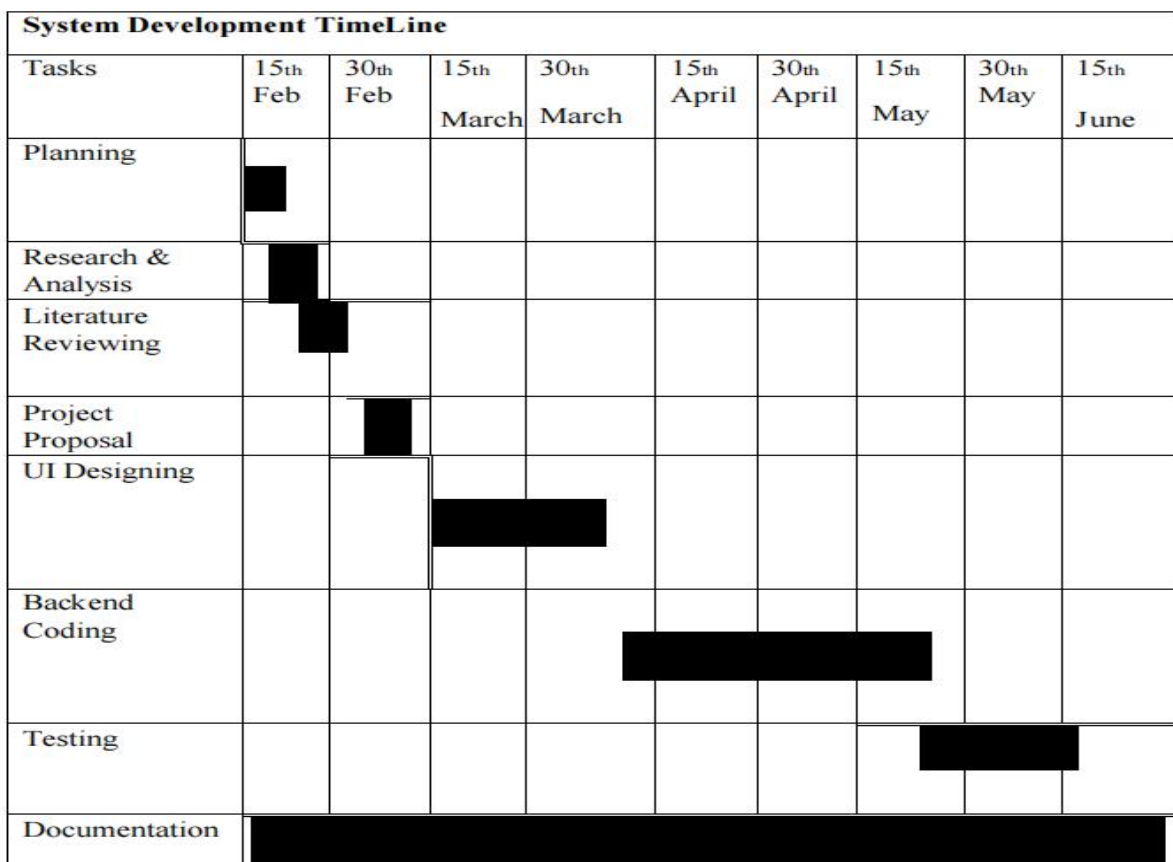 System Development TimeLine
Tasks
15th
Feb
30th
Feb
15th
March
30th
March
15th
April
30th
April
15th
May
30th
May
15th
June
Planning
Research &
Analysis
Literature
Reviewing
Project
Proposal
UI Designing
Backend
Coding
Testing
Documentation